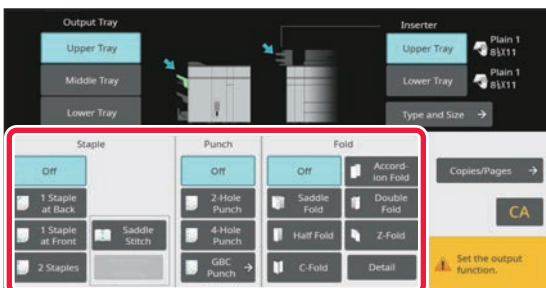 Output Tray
Upper Tray
Middle Tray
Lower Tray
Inserter
Upper Tray
Plain 1
8½X11
Lower Tray
Plain 1
8½X11
Type and Size
Staple
Off
1 Staple
at Back
1 Staple
at Front
2 Staples
Saddle
Stitch
Punch
Off
2-Hole
Punch
4-Hole
Punch
GBC
Punch
Fold
Off
Saddle
Fold
Half Fold
C-Fold
Accord-
ion Fold
Double
Fold
Z-Fold
Detail
Copies/Pages
CA
Set the output
function.